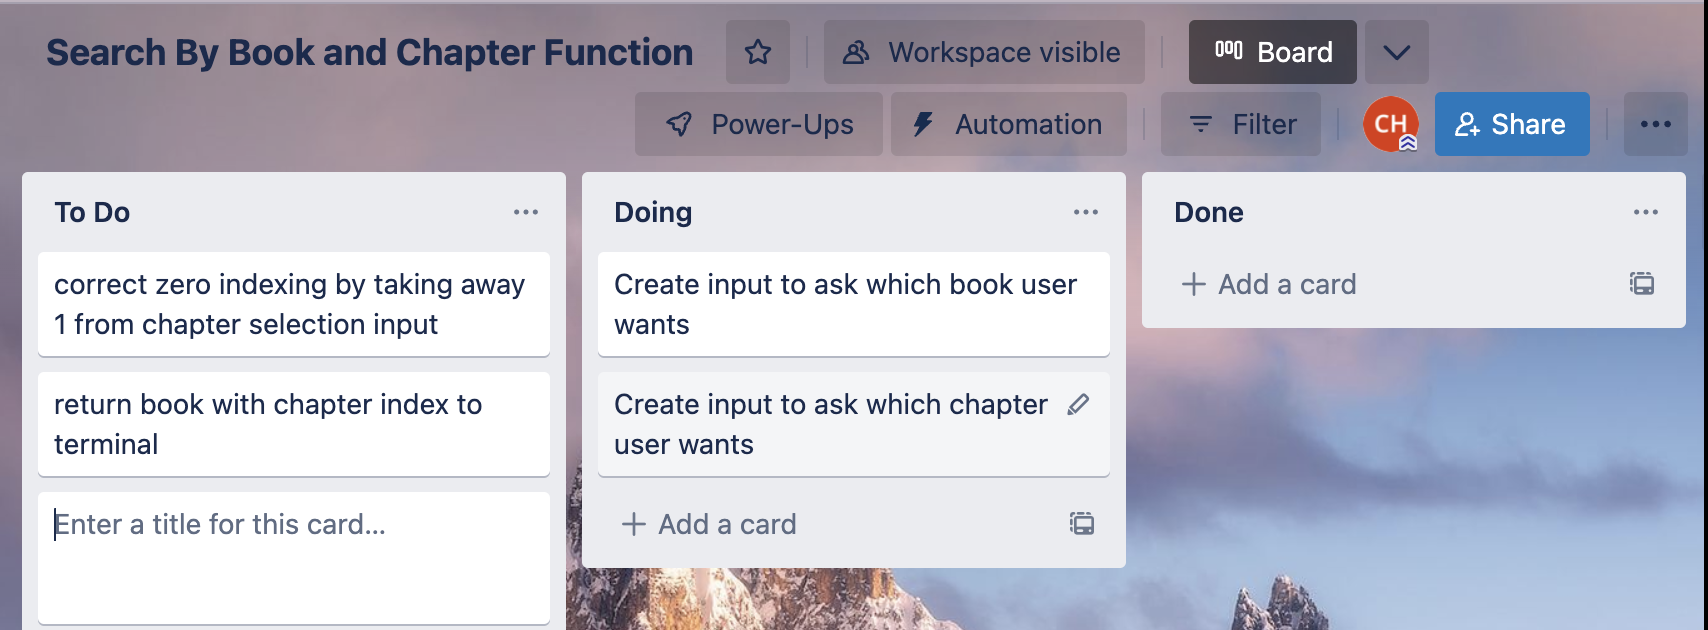 Search By Book and Chapter Function
Workspace visible
Board
Power-Ups
Automation
Filter
CH
Share
To Do
correct zero indexing by taking away
1 from chapter selection input
return book with chapter index to
terminal
Enter a title for this card...
Doing
Create input to ask which book user
wants
Create input to ask which chapter
user wants
Add a card
Done
Add a card